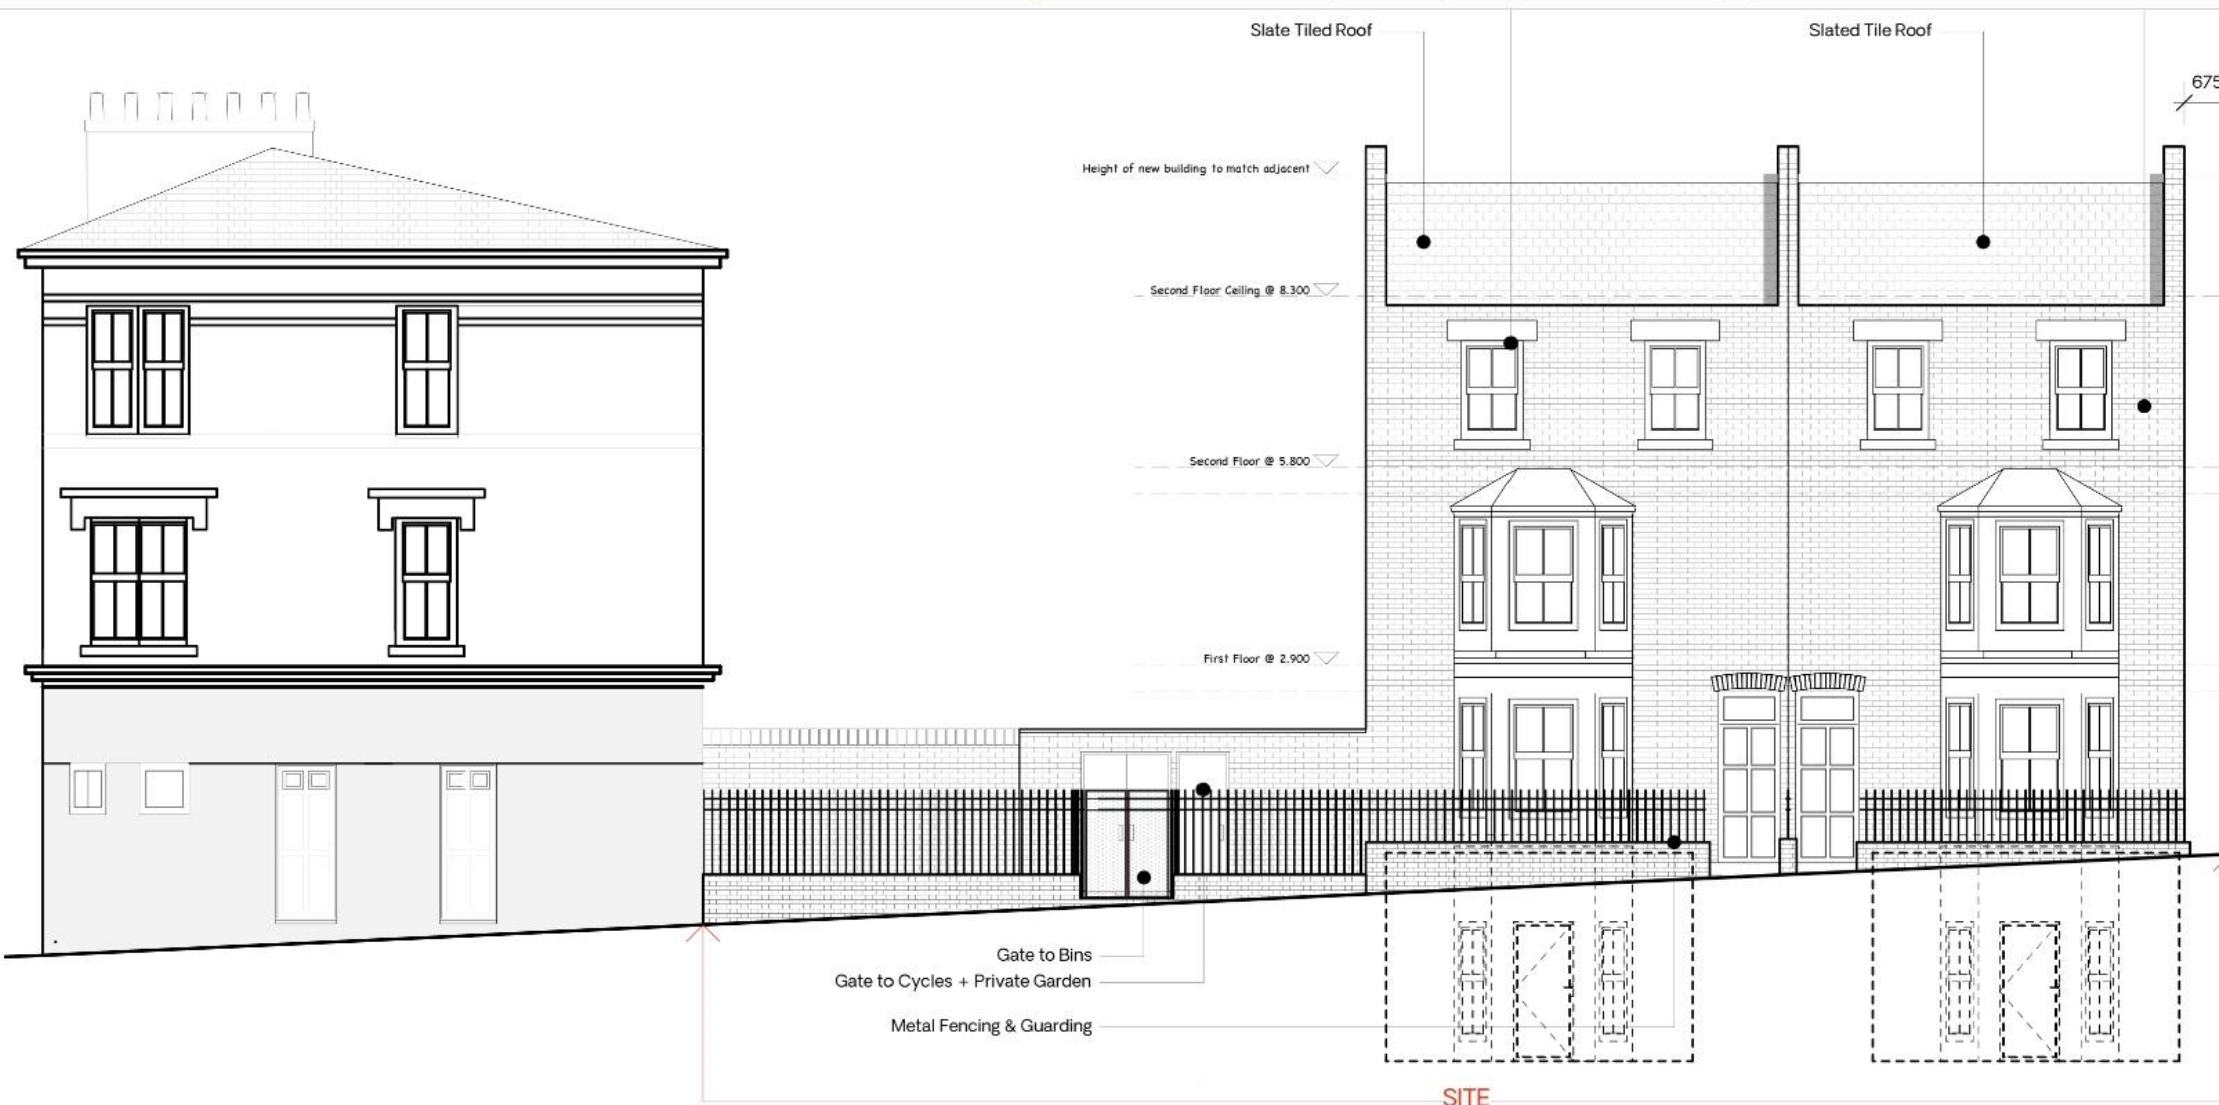 Slate Tiled Roof
Slated Tile Roof
675
Height of new building to match adjacent
Second Floor Ceiling @ 8.300
Second Floor @ 5.800
First Floor @ 2.900
Gate to Bins
Gate to Cycles + Private Garden
Metal Fencing & Guarding
SITE